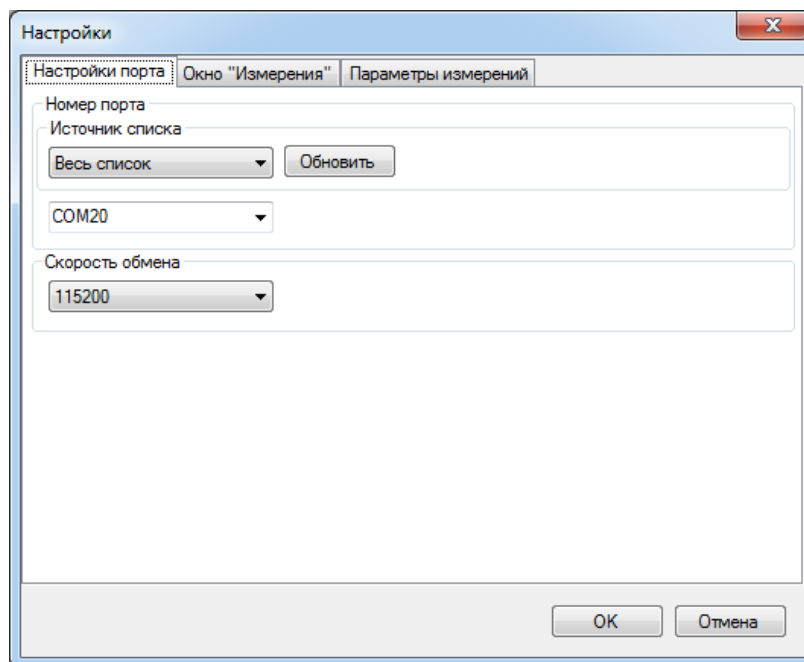 Настройки
Настройки порта Окно "Измерения" Параметры измерений
Номер порта
Источник списка
Весь список Обновить
COM20
Скорость обмена
115200
OK Отмена